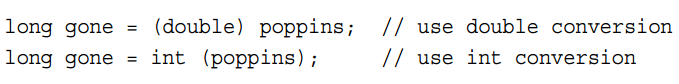 long gone = (double) poppins;  // use double conversion
long gone = int (poppins);     // use int conversion